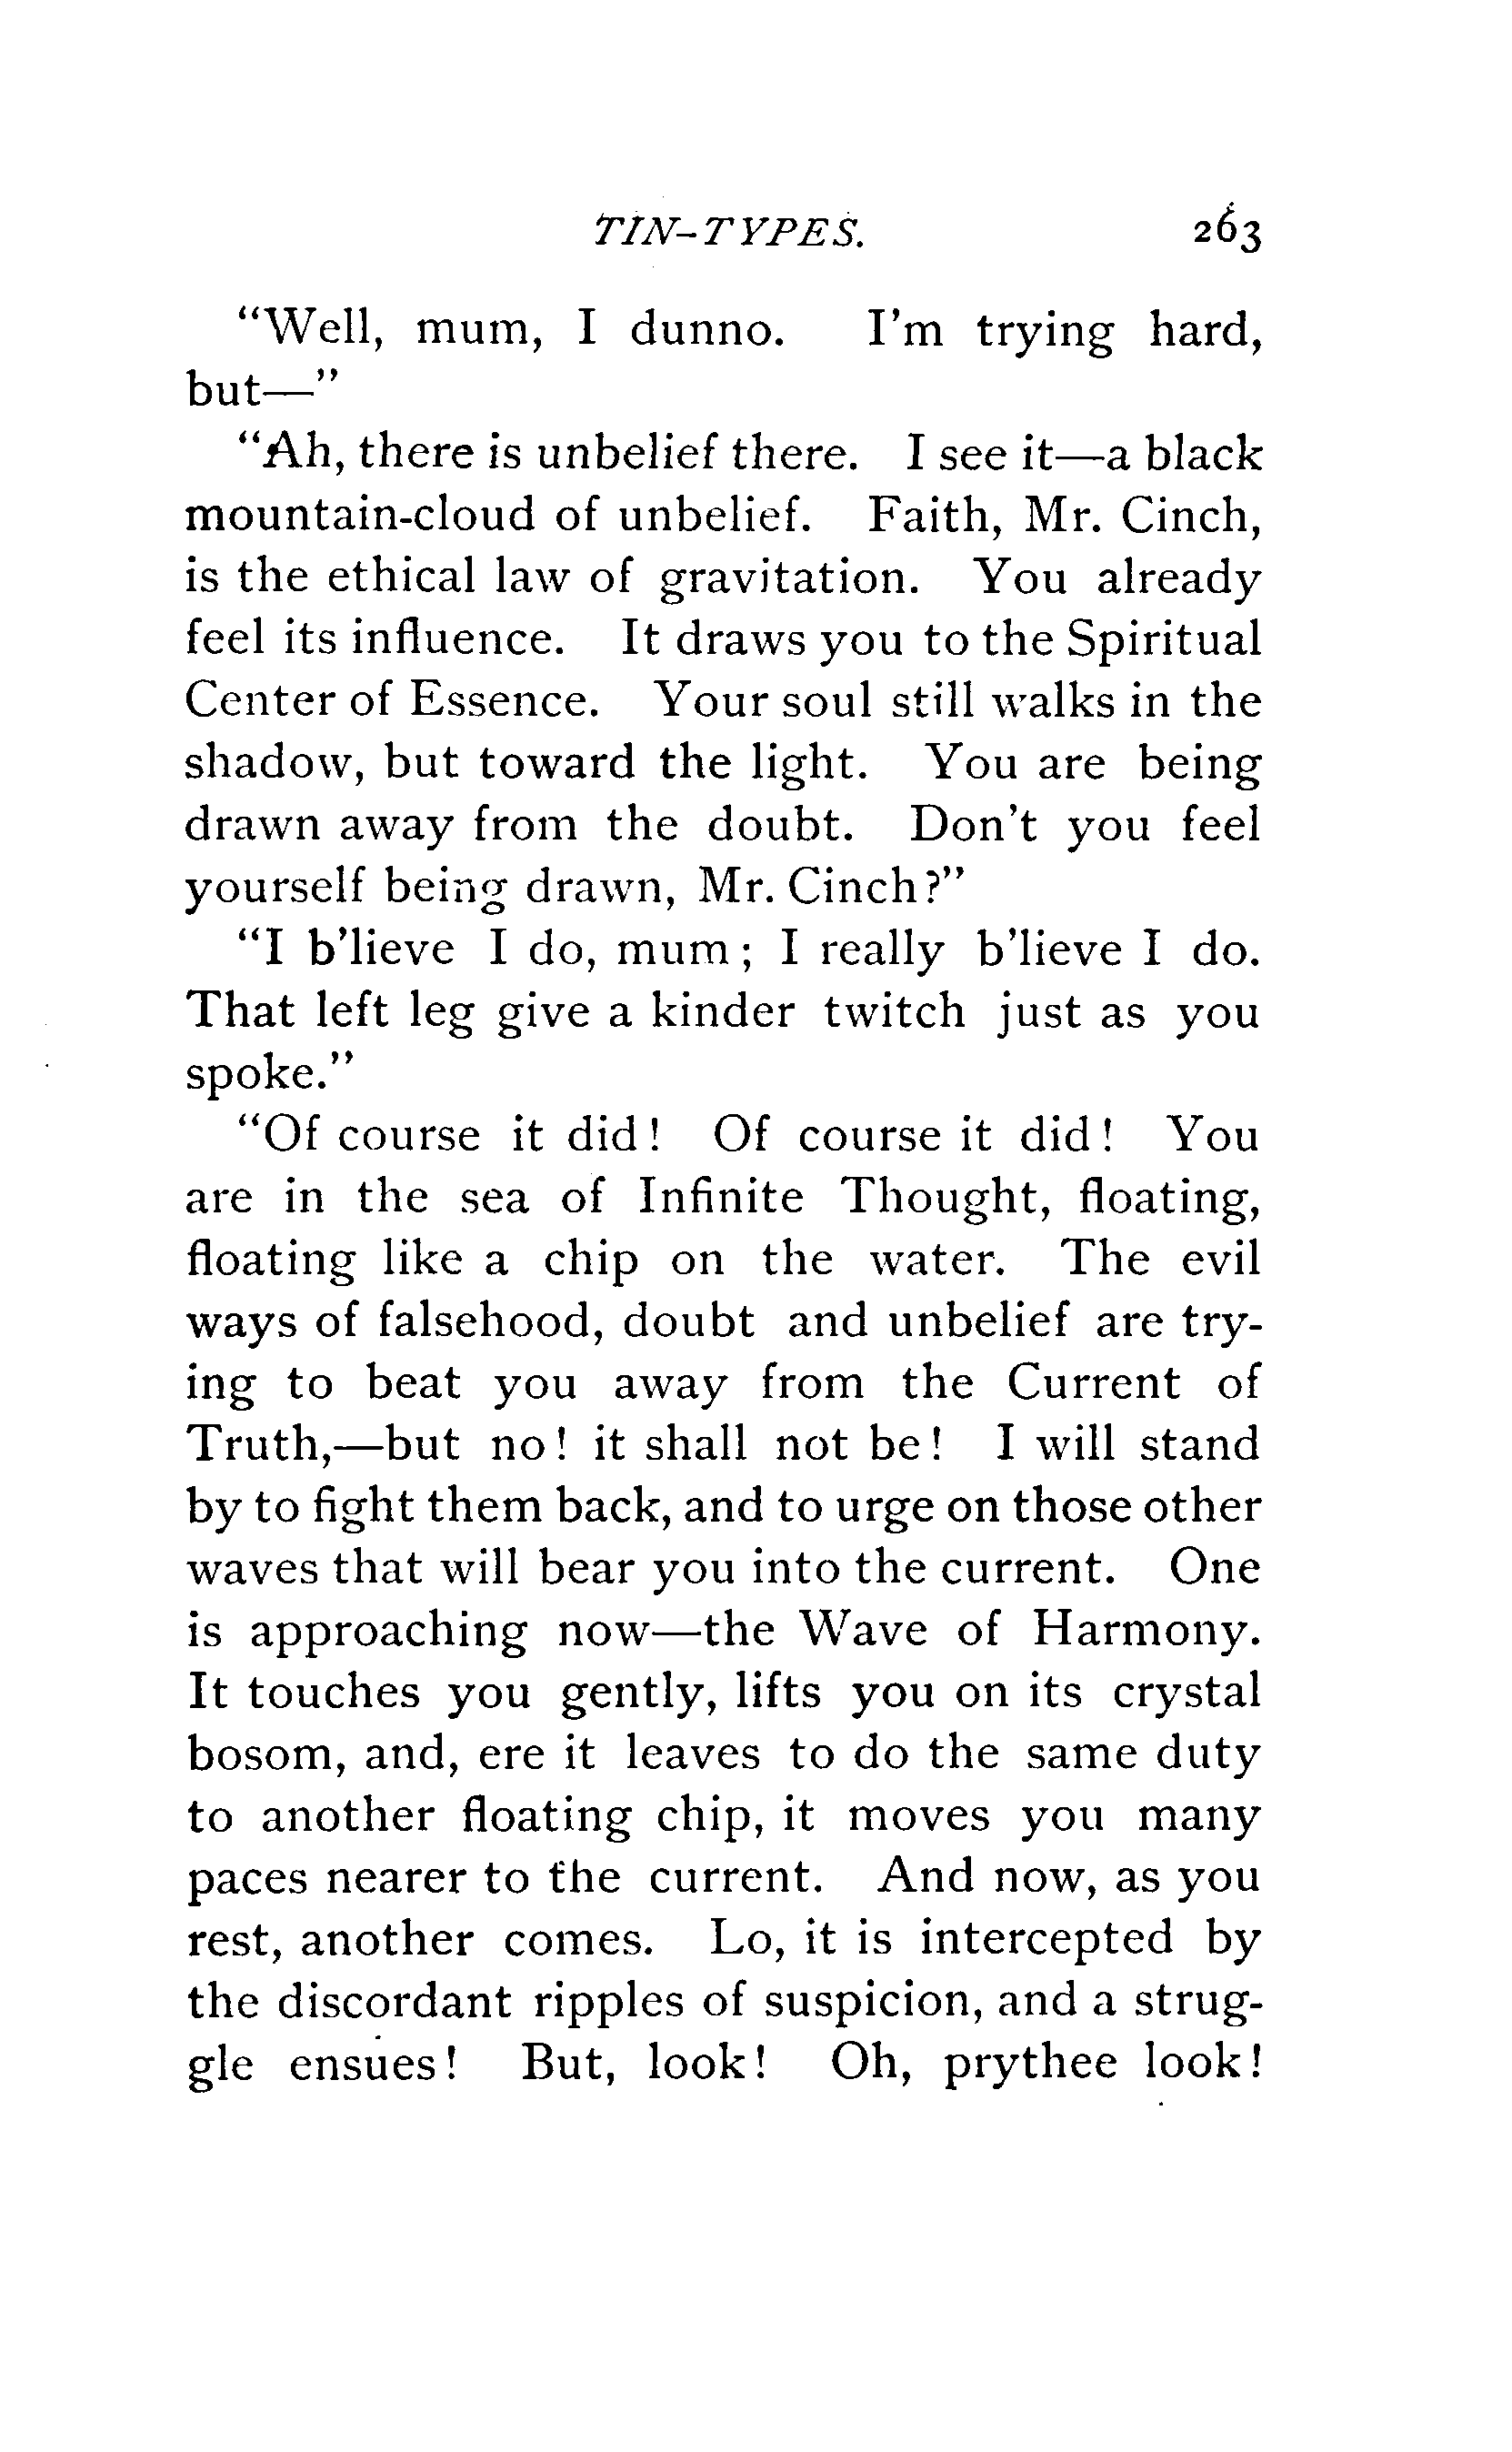 TIN-TYPES. 263
"Well, mum, I dunno. I'm trying hard,
but—"
"Ah, there is unbelief there. I see it—a black
mountain-cloud of unbelief. Faith, Mr. Cinch,
is the ethical law of gravitation. You already
feel its influence. It draws you to the Spiritual
Center of Essence. Your soul still walks in the
shadow, but toward the light. You are being
drawn away from the doubt. Don't you feel
yourself being drawn, Mr. Cinch?"
"I b'lieve I do, mum; I really b'lieve I do.
That left leg give a kinder twitch just as you
spoke."
"Of course it did! Of course it did! You
are in the sea of Infinite Thought, floating,
floating like a chip on the water. The evil
ways of falsehood, doubt and unbelief are try-
ing to beat you away from the Current of
Truth,—but no! it shall not be! I will stand
by to fight them back, and to urge on those other
waves that will bear you into the current. One
is approaching now—the Wave of Harmony.
It touches you gently, lifts you on its crystal
bosom, and, ere it leaves to do the same duty
to another floating chip, it moves you many
paces nearer to the current. And now, as you
rest, another comes. Lo, it is intercepted by
the discordant ripples of suspicion, and a strug-
gle ensues! But, look! Oh, prythee look!